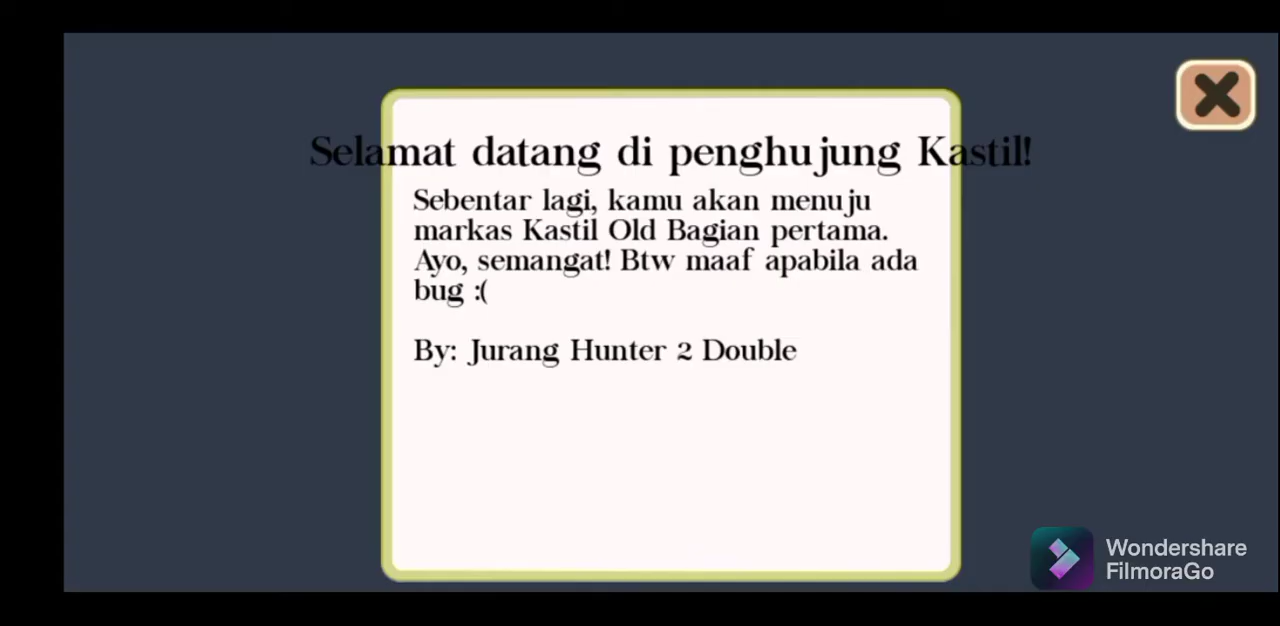 Selamat datang di penghujung Kastil!
Sebentar lagi, kamu akan menuju
markas Kastil Old Bagian pertama.
Ayo, semangat! Btw maaf apabila ada
bug :(
By: Jurang Hunter 2 Double
Wondershare
FilmoraGo